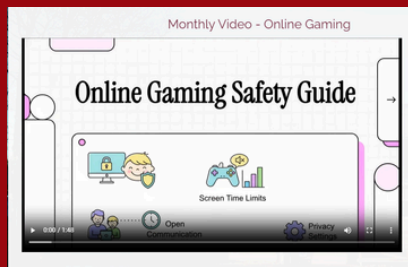 Monthly Video - Online Gaming
Online Gaming Safety Guide
Screen Time Limits
Open
Communication
Privacy
Settings
0:00 / 1:48